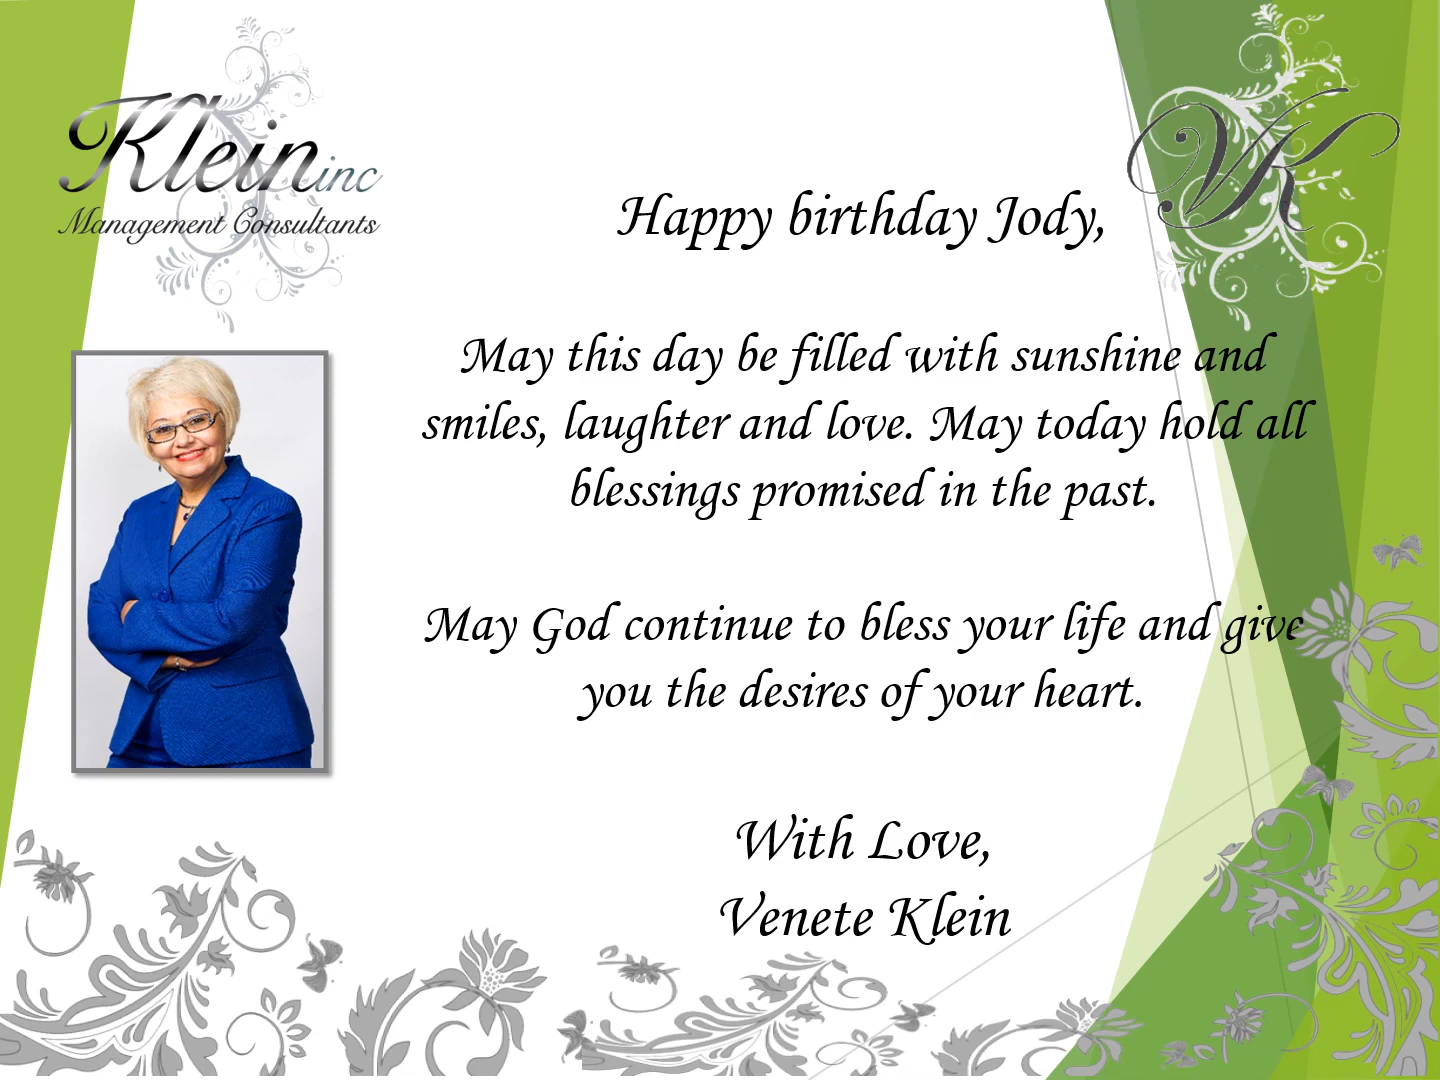 Klein inc
Management Consultants
VK
Happy birthday Jody,
May this day be filled with sunshine and
smiles, laughter and love. May today hold all
blessings promised in the past.
May God continue to bless your life and give
you the desires of your heart.
With Love,
Venete Klein